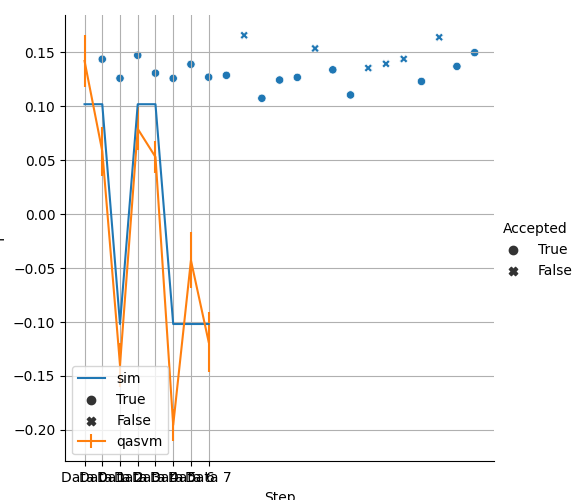 0.15
0.10
0.05
0.00
−0.05
−0.10
−0.15
−0.20
Accepted
True
False
sim
True
False
qasvm
Data 7
Step